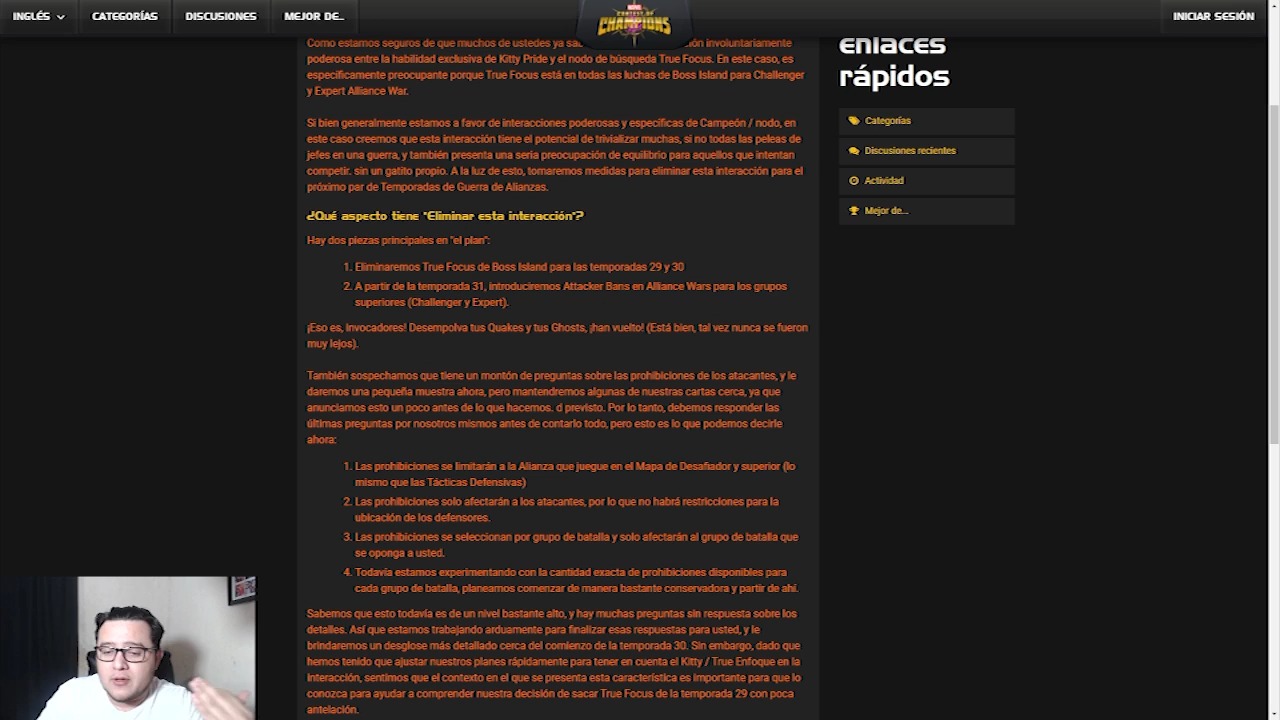 INGLÉS
CATEGORÍAS
DISCUSIONES
MEJOR DE...
MARVEL
CONTEST OF
CHAMPIONS
INICIAR SESIÓN
Como estamos seguros de que muchos de ustedes ya involuntariamente
poderosa entre la habilidad exclusiva de Kitty Pride y el nodo de búsqueda True Focus. En este caso, es
específicamente preocupante porque True Focus está en todas las luchas de Boss Island para Challenger
y Expert Alliance War.
Si bien generalmente estamos a favor de interacciones poderosas y específicas de Campeón / nodo, en
este caso creemos que esta interacción tiene el potencial de trivializar muchas, si no todas las peleas de
jefes en una guerra, y también presenta una seria preocupación de equilibrio para aquellos que intentan
competir. sin un gatito propio. A la luz de esto, tomaremos medidas para eliminar esta interacción para el
próximo par de Temporadas de Guerra de Alianzas.
¿Qué aspecto tiene "Eliminar esta interacción"?
Hay dos piezas principales en "el plan":
1. Eliminaremos True Focus de Boss Island para las temporadas 29 y 30
2. A partir de la temporada 31, introduciremos Attacker Bans en Alliance Wars para los grupos
superiores (Challenger y Expert).
¡Eso es, invocadores! Desempolva tus Quakes y tus Ghosts, ¡han vuelto! (Está bien, tal vez nunca se fueron
muy lejos).
También sospechamos que tiene un montón de preguntas sobre las prohibiciones de los atacantes, y le
daremos una pequeña muestra ahora, pero mantendremos algunas de nuestras cartas cerca, ya que
anunciamos esto un poco antes de lo que hacemos. d previsto. Por lo tanto, debemos responder las
últimas preguntas por nosotros mismos antes de contarlo todo, pero esto es lo que podemos decirle
ahora:
1. Las prohibiciones se limitarán a la Alianza que juegue en el Mapa de Desafiador y superior (lo
mismo que las Tácticas Defensivas)
2. Las prohibiciones solo afectarán a los atacantes, por lo que no habrá restricciones para la
ubicación de los defensores.
3. Las prohibiciones se seleccionan por grupo de batalla y solo afectarán al grupo de batalla que
se oponga a usted.
4. Todavía estamos experimentando con la cantidad exacta de prohibiciones disponibles para
cada grupo de batalla, planeamos comenzar de manera bastante conservadora y partir de ahí.
Sabemos que esto todavía es de un nivel bastante alto, y hay muchas preguntas sin respuesta sobre los
detalles. Así que estamos trabajando arduamente para finalizar esas respuestas para usted, y le
brindaremos un desglose más detallado cerca del comienzo de la temporada 30. Sin embargo, dado que
hemos tenido que ajustar nuestros planes rápidamente para tener en cuenta el Kitty / True Enfoque en la
interacción, sentimos que el contexto en el que se presenta esta característica es importante para que lo
conozca para ayudar a comprender nuestra decisión de sacar True Focus de la temporada 29 con poca
antelación.
enlaces
rápidos
Categorías
Discusiones recientes
Actividad
Mejor de...